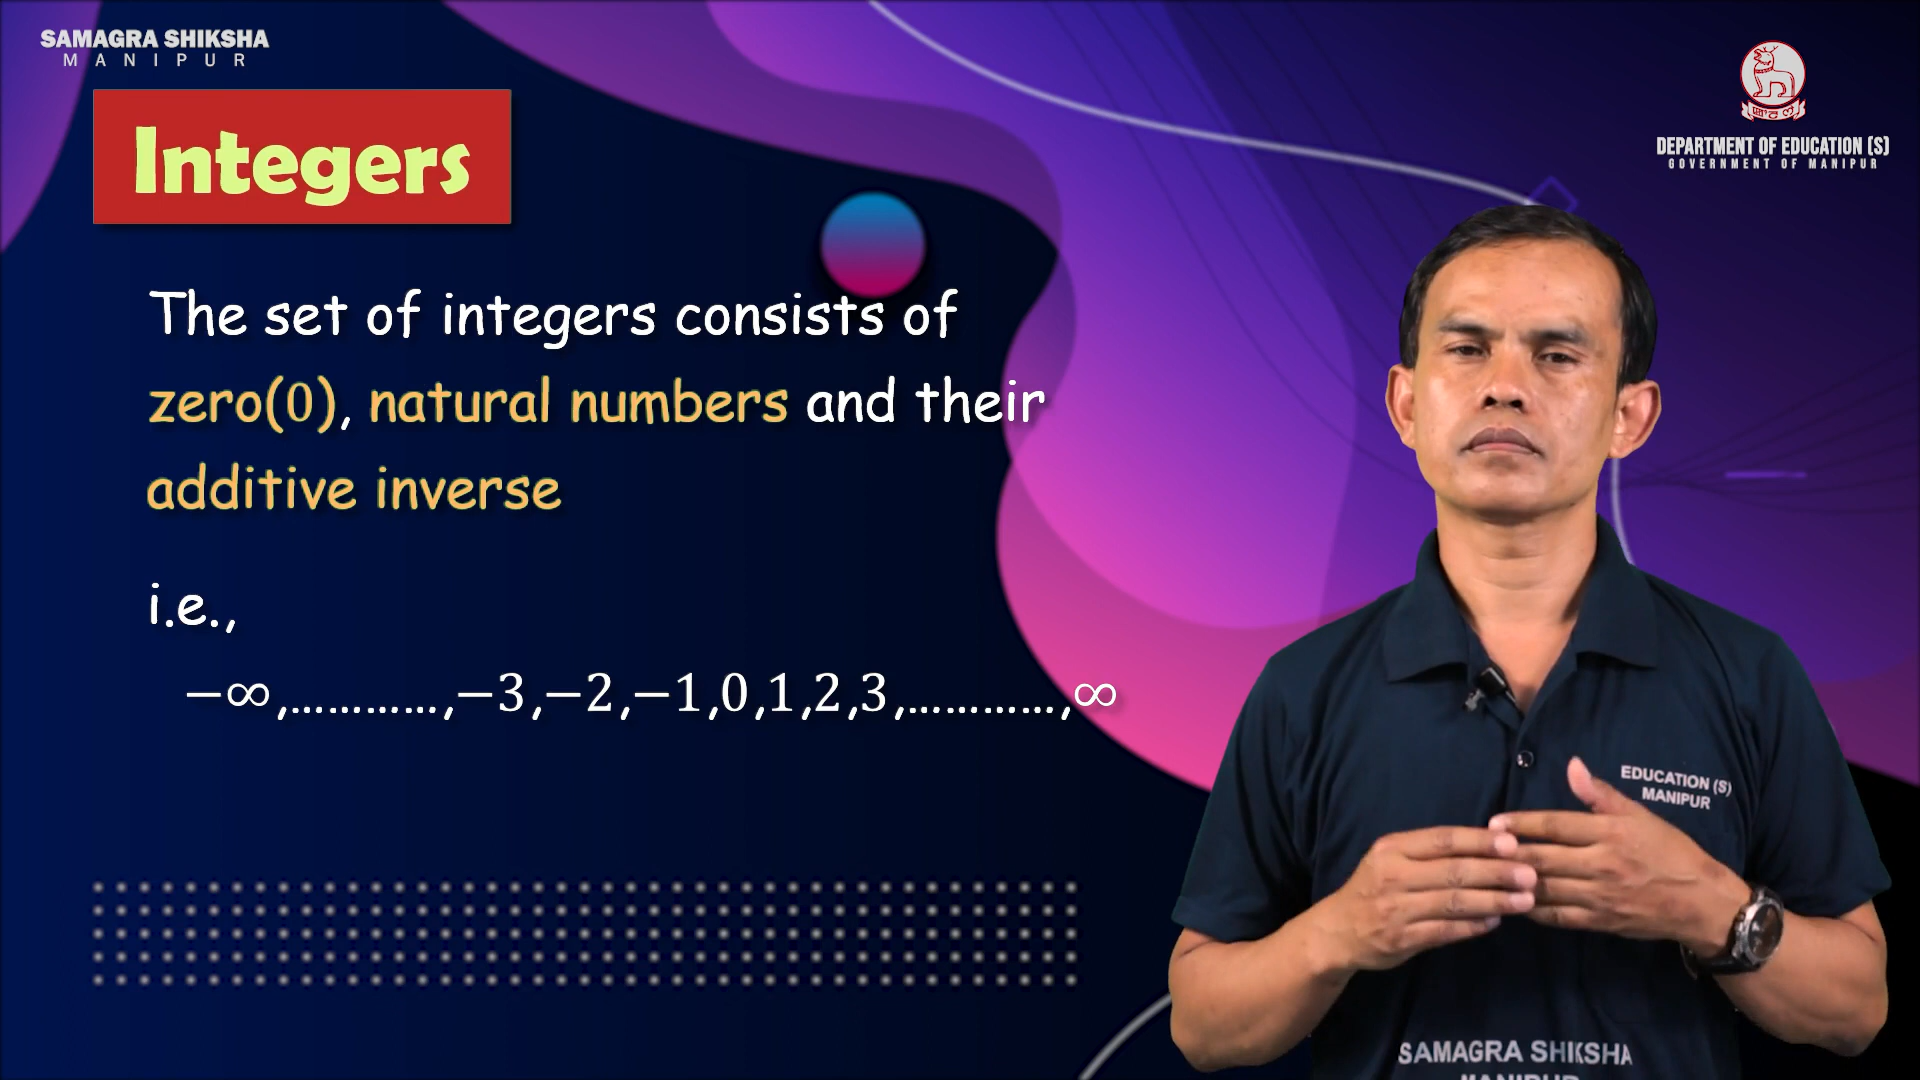 SAMAGRA SHIKSHA
MANIPUR
DEPARTMENT OF EDUCATION (S)
GOVERNMENT OF MANIPUR
Integers
The set of integers consists of
zero(0), natural numbers and their
additive inverse
i.e.,
−∞,............,−3,−2,−1,0,1,2,3,............,∞
EDUCATION (S)
MANIPUR
SAMAGRA SHIKSHA
MANIPUR